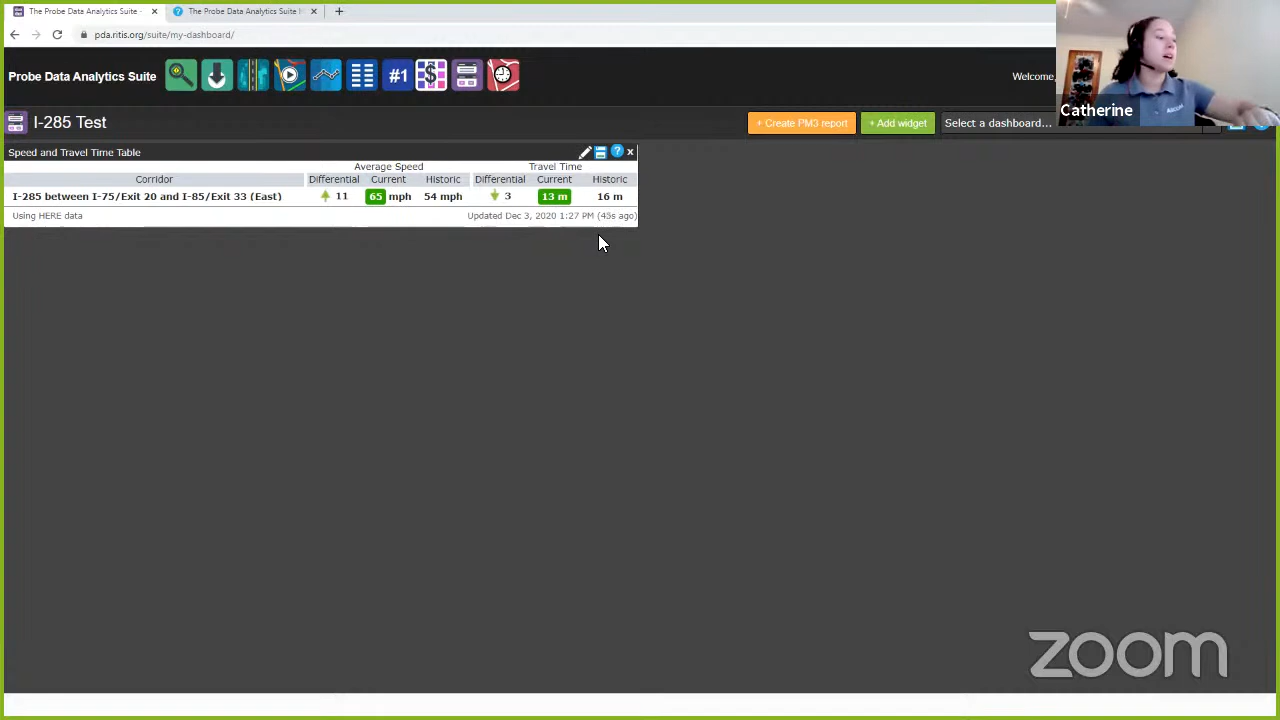 The Probe Data Analytics Suite -
The Probe Data Analytics Suite H
pda.ritis.org/suite/my-dashboard/
Probe Data Analytics Suite
#1
Welcome,
Catherine
I-285 Test
+ Create PM3 report
+ Add widget
Select a dashboard...
Speed and Travel Time Table
Average Speed Travel Time
Corridor Differential Current Historic Differential Current Historic
I-285 between I-75/Exit 20 and I-85/Exit 33 (East) 11 65 mph 54 mph 3 13 m 16 m
Using HERE data Updated Dec 3, 2020 1:27 PM (45s ago)
zoom